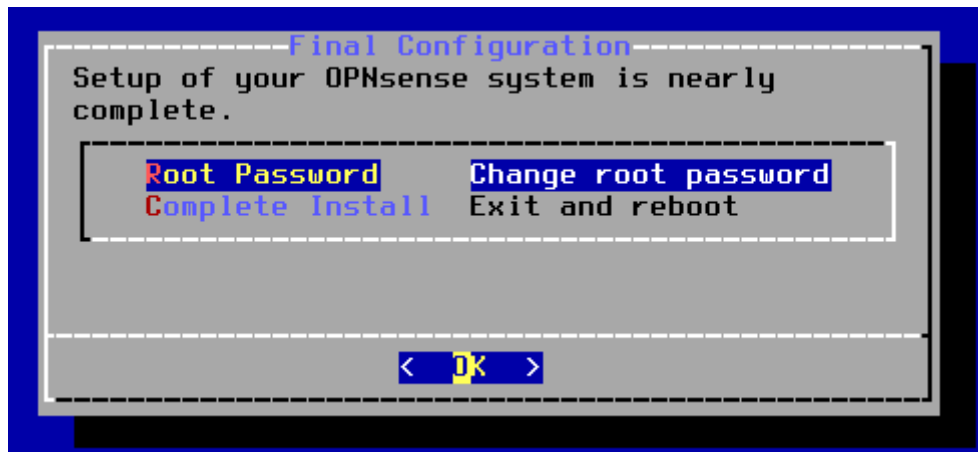 Final Configuration
Setup of your OPNsense system is nearly
complete.
Root Password Change root password
Complete Install Exit and reboot
< OK >